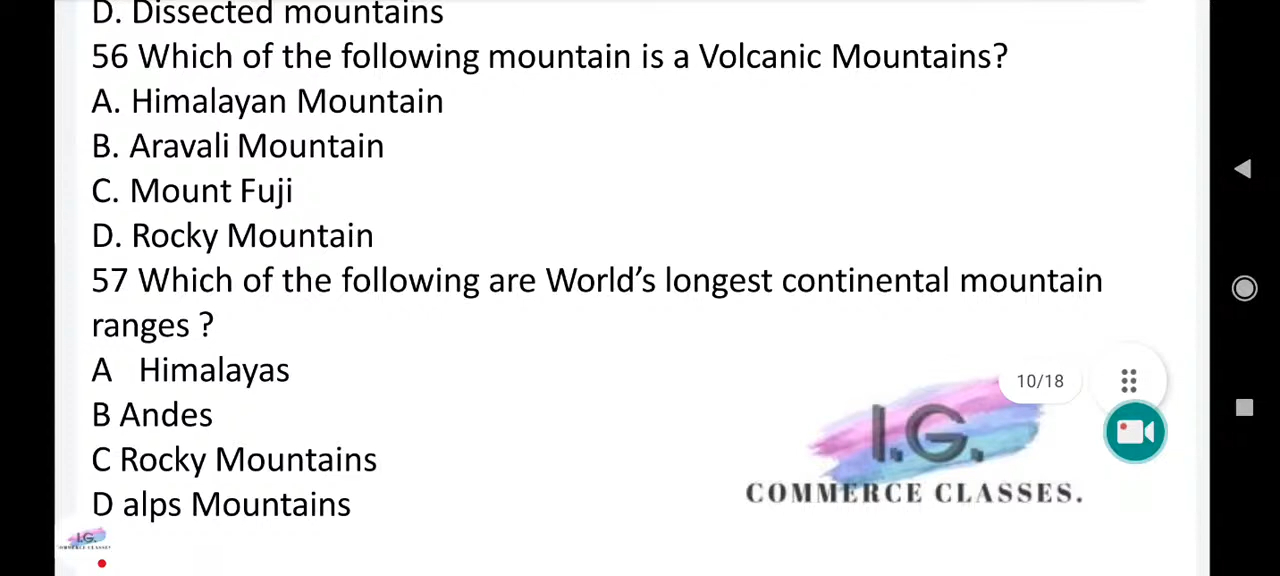 D. Dissected mountains
56 Which of the following mountain is a Volcanic Mountains?
A. Himalayan Mountain
B. Aravali Mountain
C. Mount Fuji
D. Rocky Mountain
57 Which of the following are World's longest continental mountain
ranges ?
A Himalayas
B Andes
C Rocky Mountains
D alps Mountains
10/18
I.G.
COMMERCE CLASSES.
I.G.
COMMERCE CLASSES